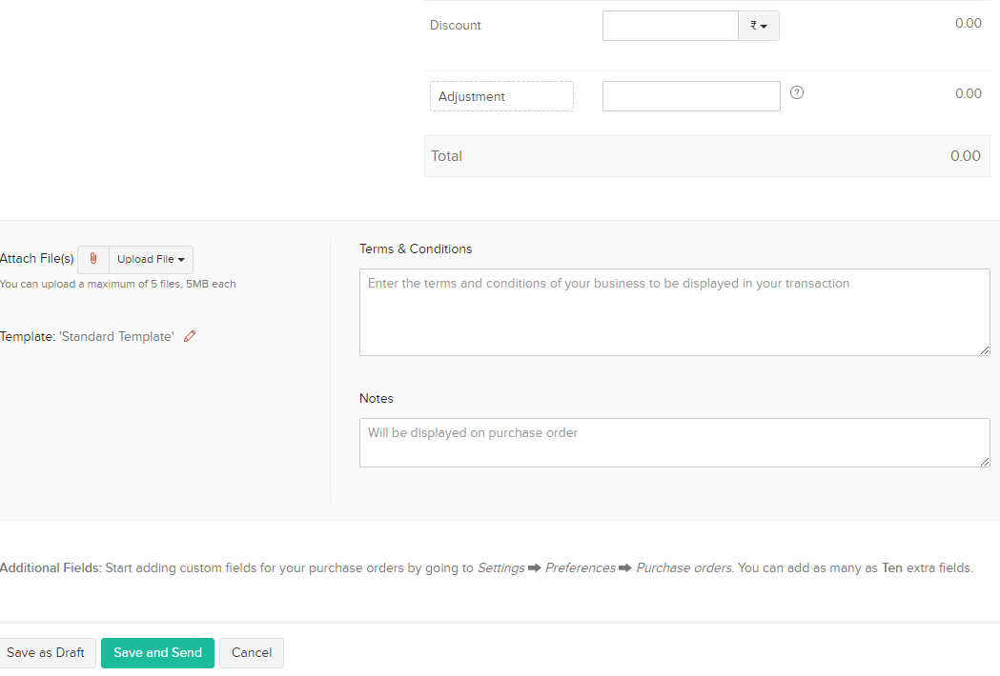 Discount ₹ 0.00
Adjustment ? 0.00
Total 0.00
Attach File(s) Upload File
You can upload a maximum of 5 files, 5MB each
Template: 'Standard Template'
Terms & Conditions
Enter the terms and conditions of your business to be displayed in your transaction
Notes
Will be displayed on purchase order
Additional Fields: Start adding custom fields for your purchase orders by going to Settings ➡ Preferences ➡ Purchase orders. You can add as many as Ten extra fields.
Save as Draft Save and Send Cancel